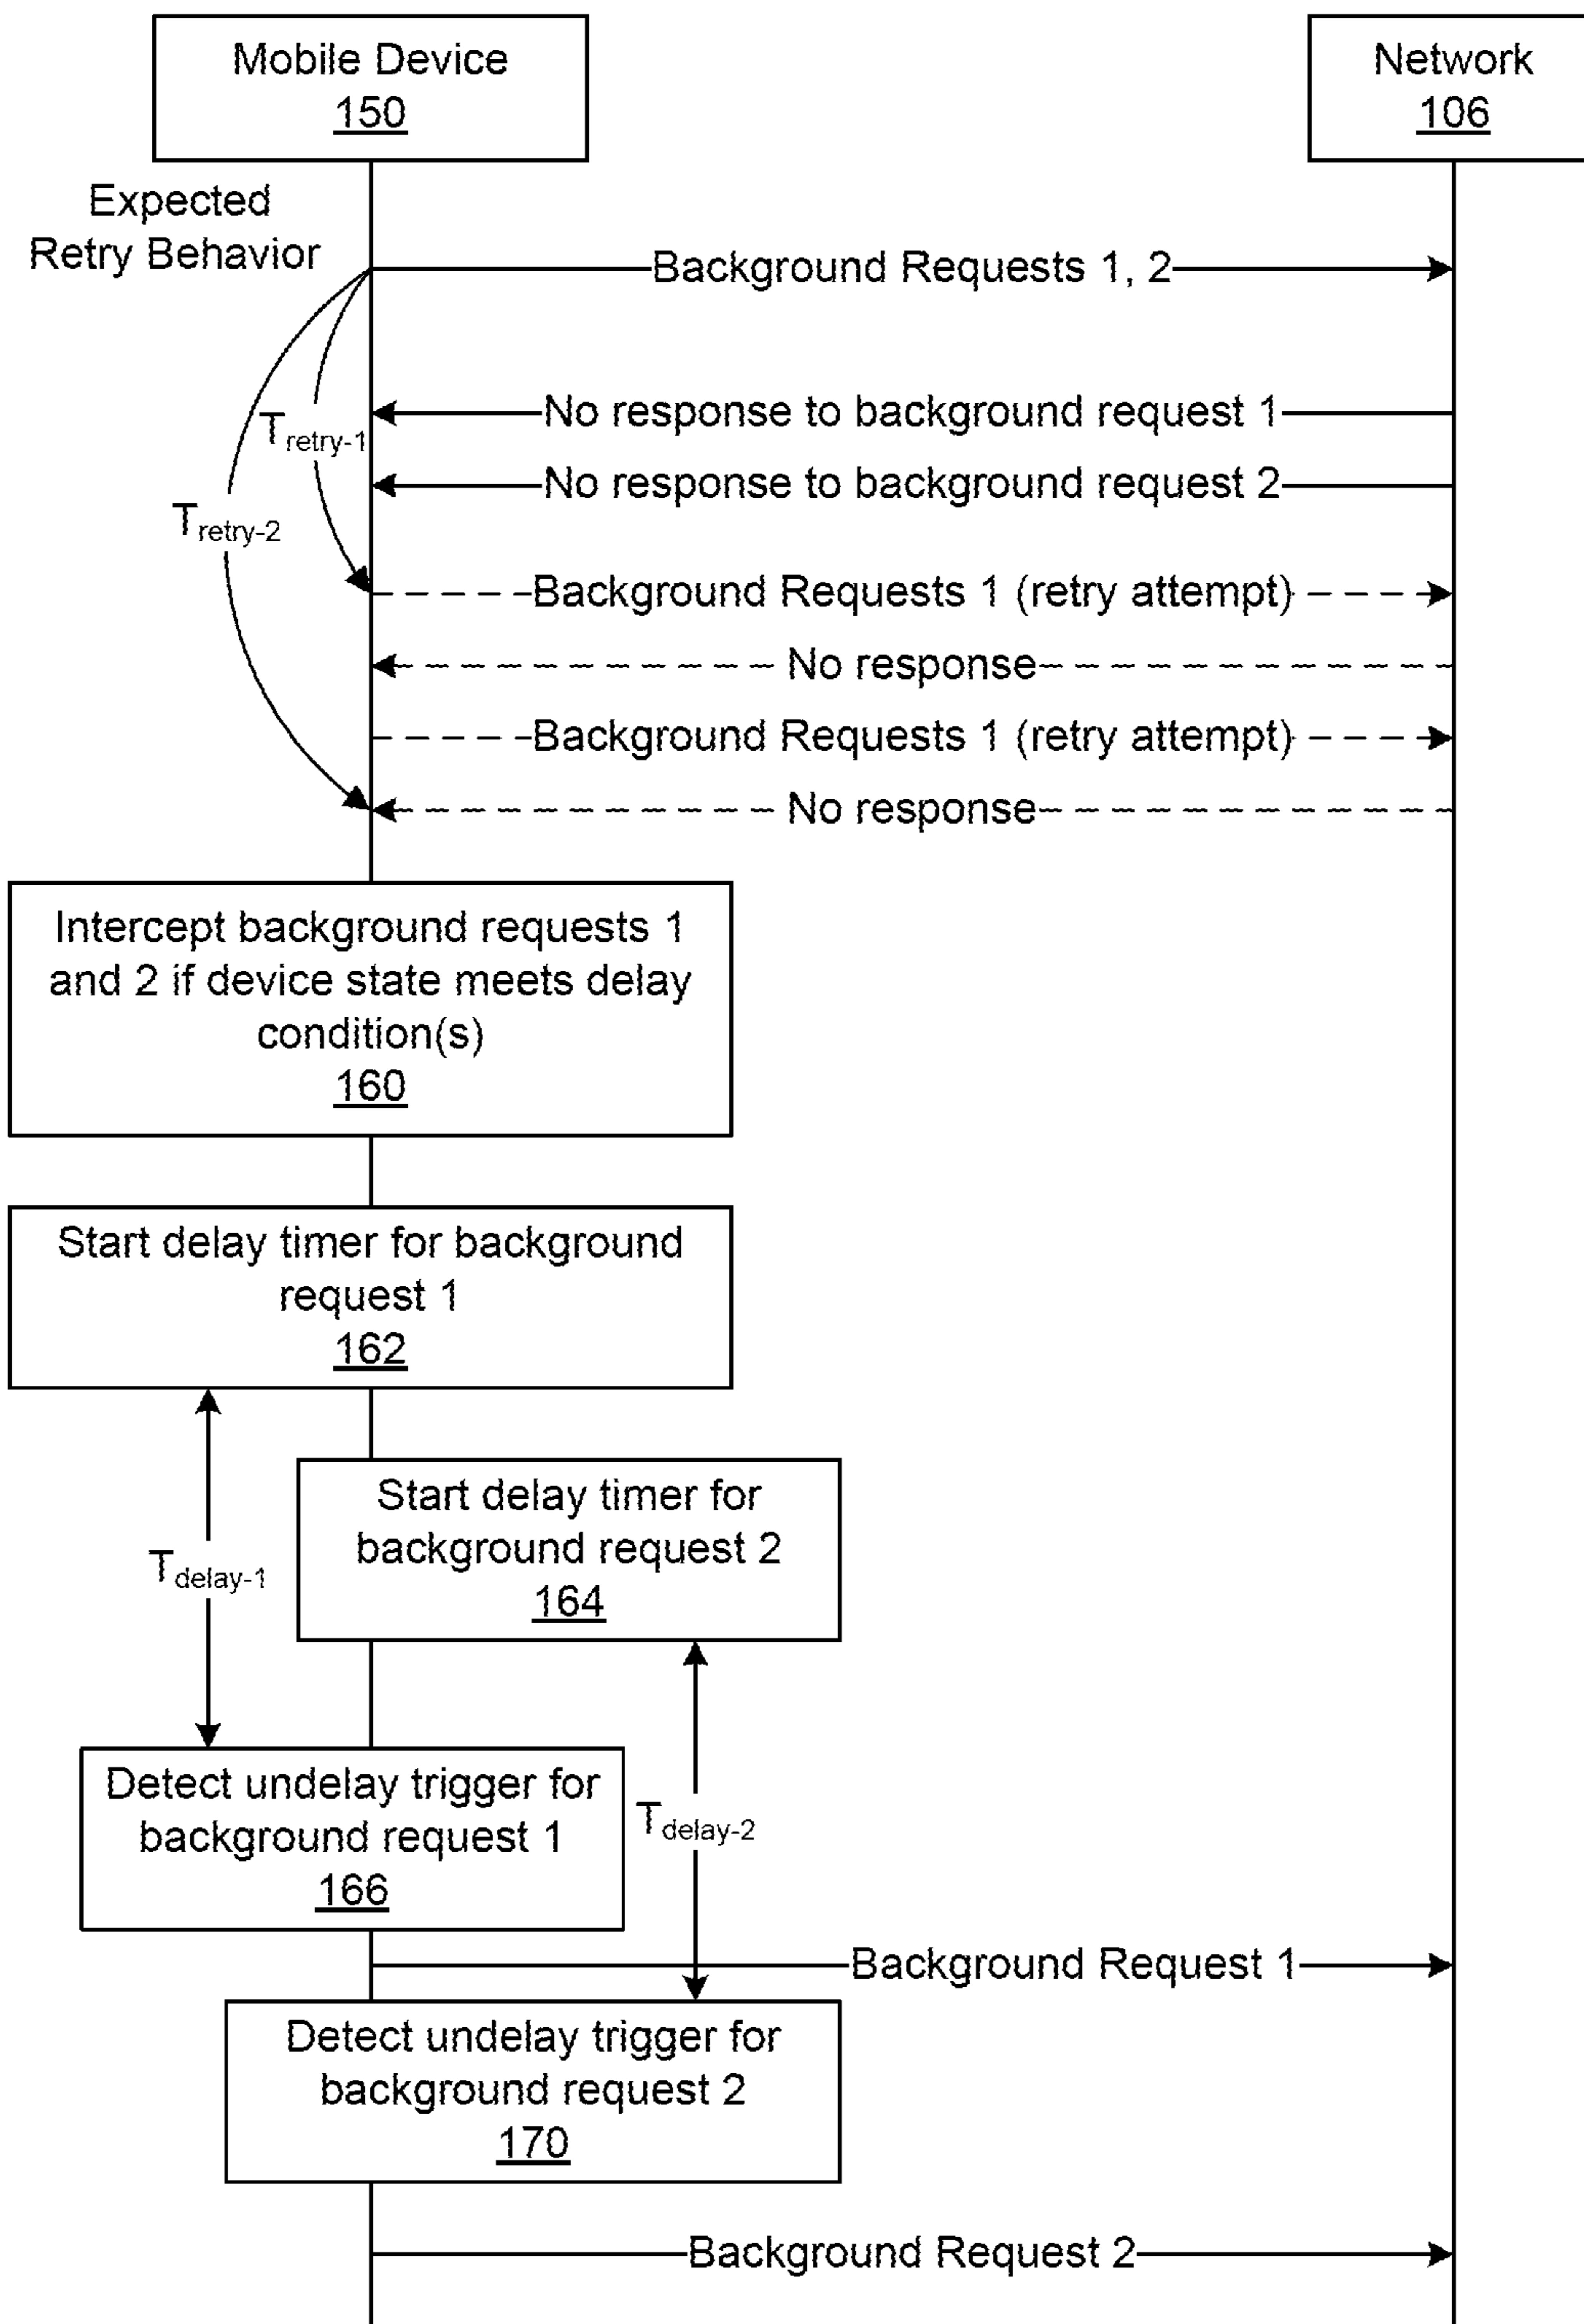 Mobile Device
150
Network
106
Expected
Retry Behavior
Background Requests 1, 2
No response to background request 1
Tretry-1
No response to background request 2
Tretry-2
Background Requests 1 (retry attempt)
No response
Background Requests 1 (retry attempt)
No response
Intercept background requests 1
and 2 if device state meets delay
condition(s)
160
Start delay timer for background
request 1
162
Start delay timer for
background request 2
164
Tdelay-1
Detect undelay trigger for
background request 1
166
Tdelay-2
Background Request 1
Detect undelay trigger for
background request 2
170
Background Request 2